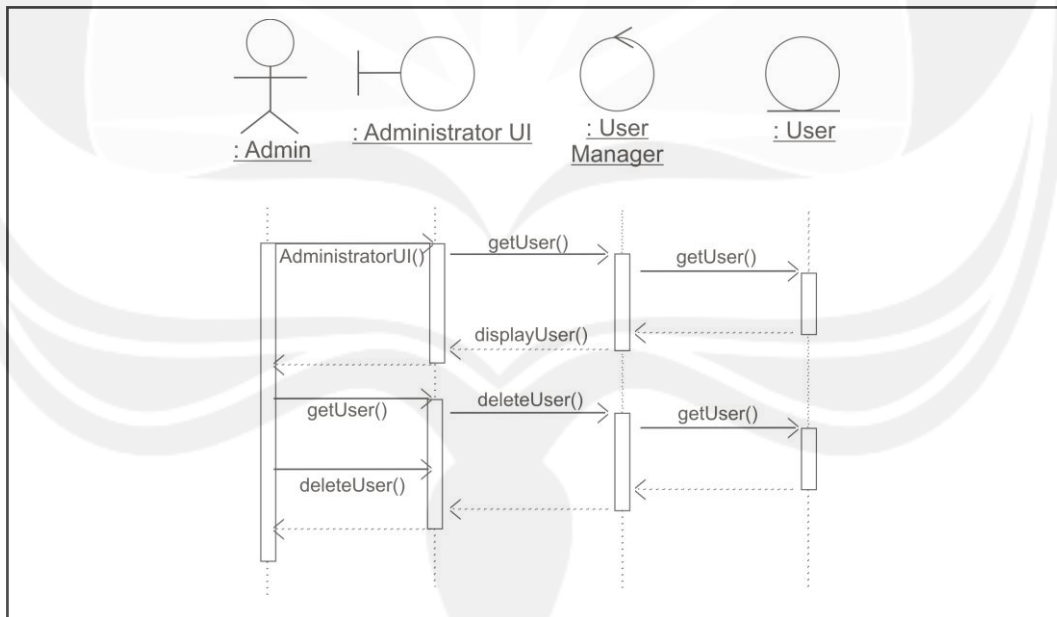 : Admin
: Administrator UI
: User
Manager
: User
AdministratorUI()
getUser()
getUser()
displayUser()
getUser()
deleteUser()
getUser()
deleteUser()